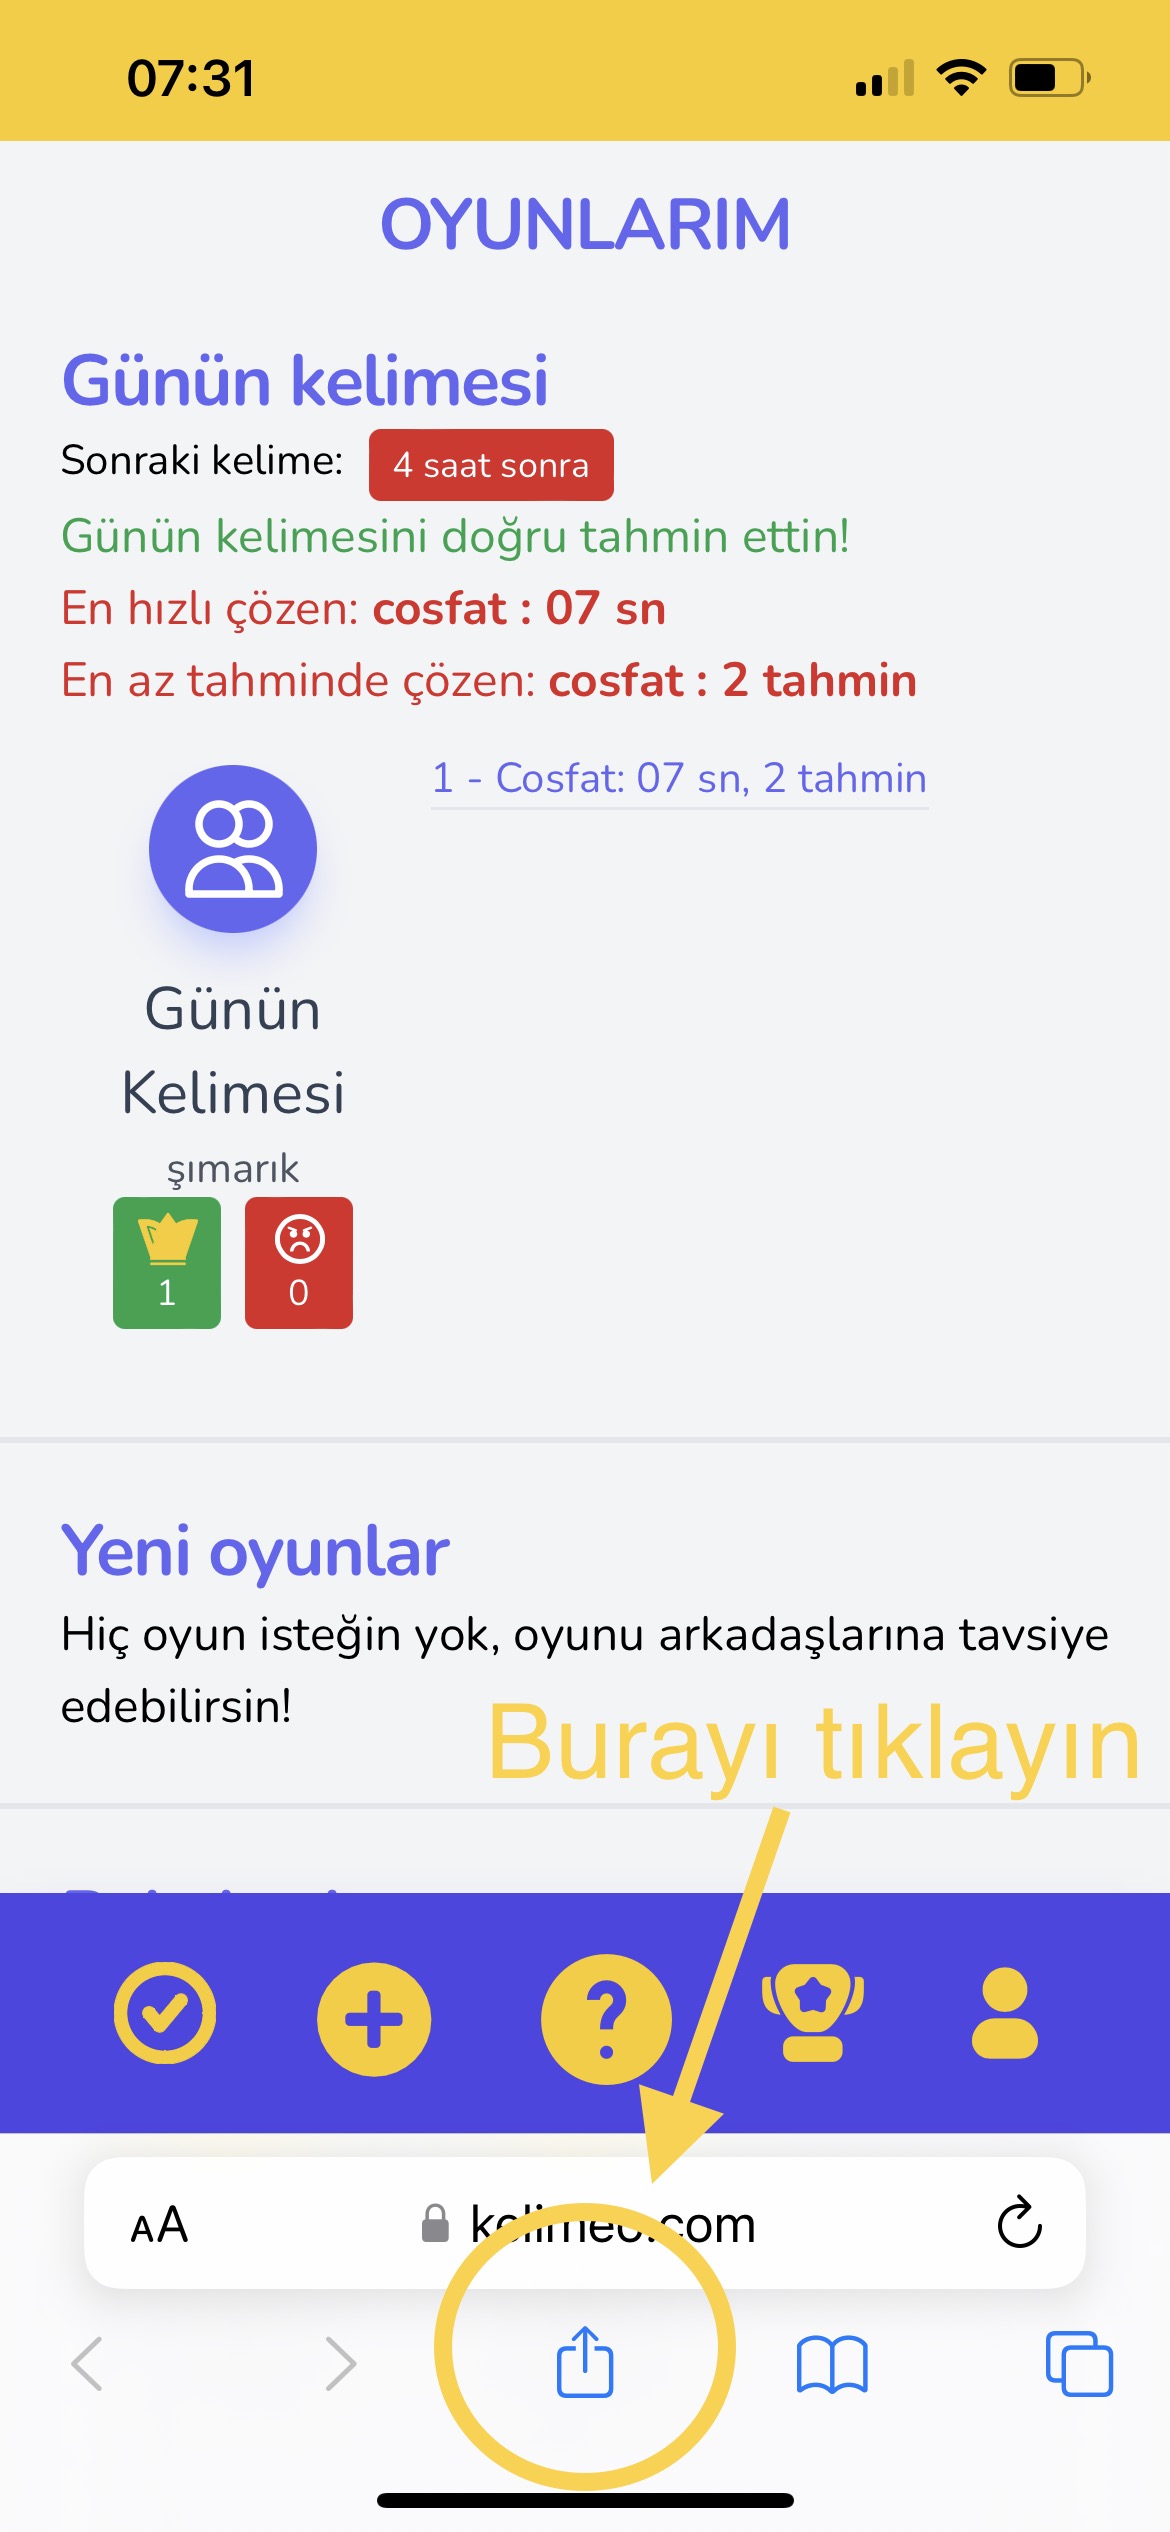 07:31
OYUNLARIM
Günün kelimesi
Sonraki kelime: 4 saat sonra
Günün kelimesini doğru tahmin ettin!
En hızlı çözen: cosfat : 07 sn
En az tahminde çözen: cosfat : 2 tahmin
1 - Cosfat: 07 sn, 2 tahmin
Günün
Kelimesi
şımarık
1 0
Yeni oyunlar
Hiç oyun isteğin yok, oyunu arkadaşlarına tavsiye
edebilirsin!
Burayı tıklayın
?
AA kelimeo.com